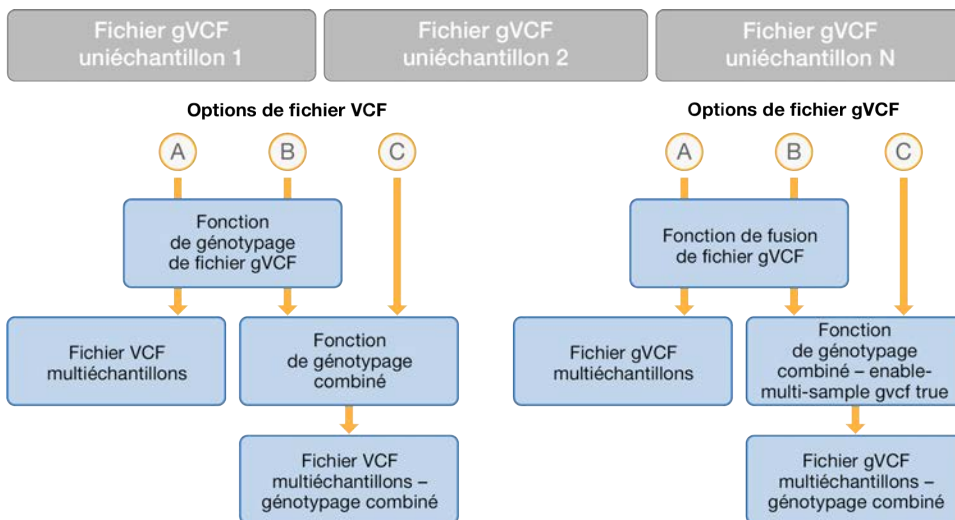 Fichier gVCF
uniéchantillon 1
Fichier gVCF
uniéchantillon 2
Fichier gVCF
uniéchantillon N
Options de fichier VCF
A
B
C
Fonction
de génotypage
de fichier gVCF
Fichier VCF
multiéchantillons
Fonction
de génotypage
combiné
Fichier VCF
multiéchantillons –
génotypage combiné
Options de fichier gVCF
A
B
C
Fonction de fusion
de fichier gVCF
Fichier gVCF
multiéchantillons
Fonction
de génotypage
combiné – enable-
multi-sample gvcf true
Fichier gVCF
multiéchantillons –
génotypage combiné